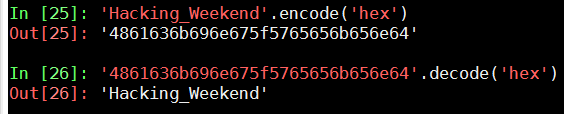 In [25]: 'Hacking_Weekend'.encode('hex')
Out[25]: '4861636b696e675f5765656b656e64'
In [26]: '4861636b696e675f5765656b656e64'.decode('hex')
Out[26]: 'Hacking_Weekend'